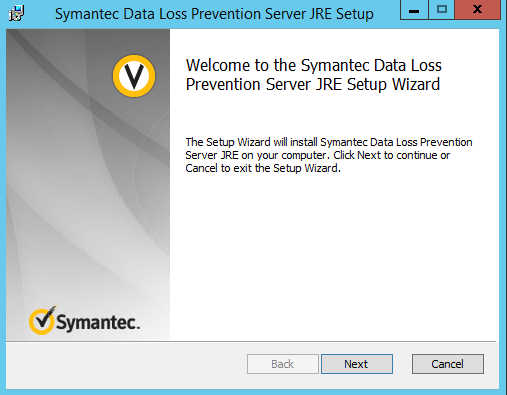 Symantec Data Loss Prevention Server JRE Setup
Welcome to the Symantec Data Loss
Prevention Server JRE Setup Wizard
The Setup Wizard will install Symantec Data Loss Prevention
Server JRE on your computer. Click Next to continue or
Cancel to exit the Setup Wizard.
Symantec.
Back Next Cancel